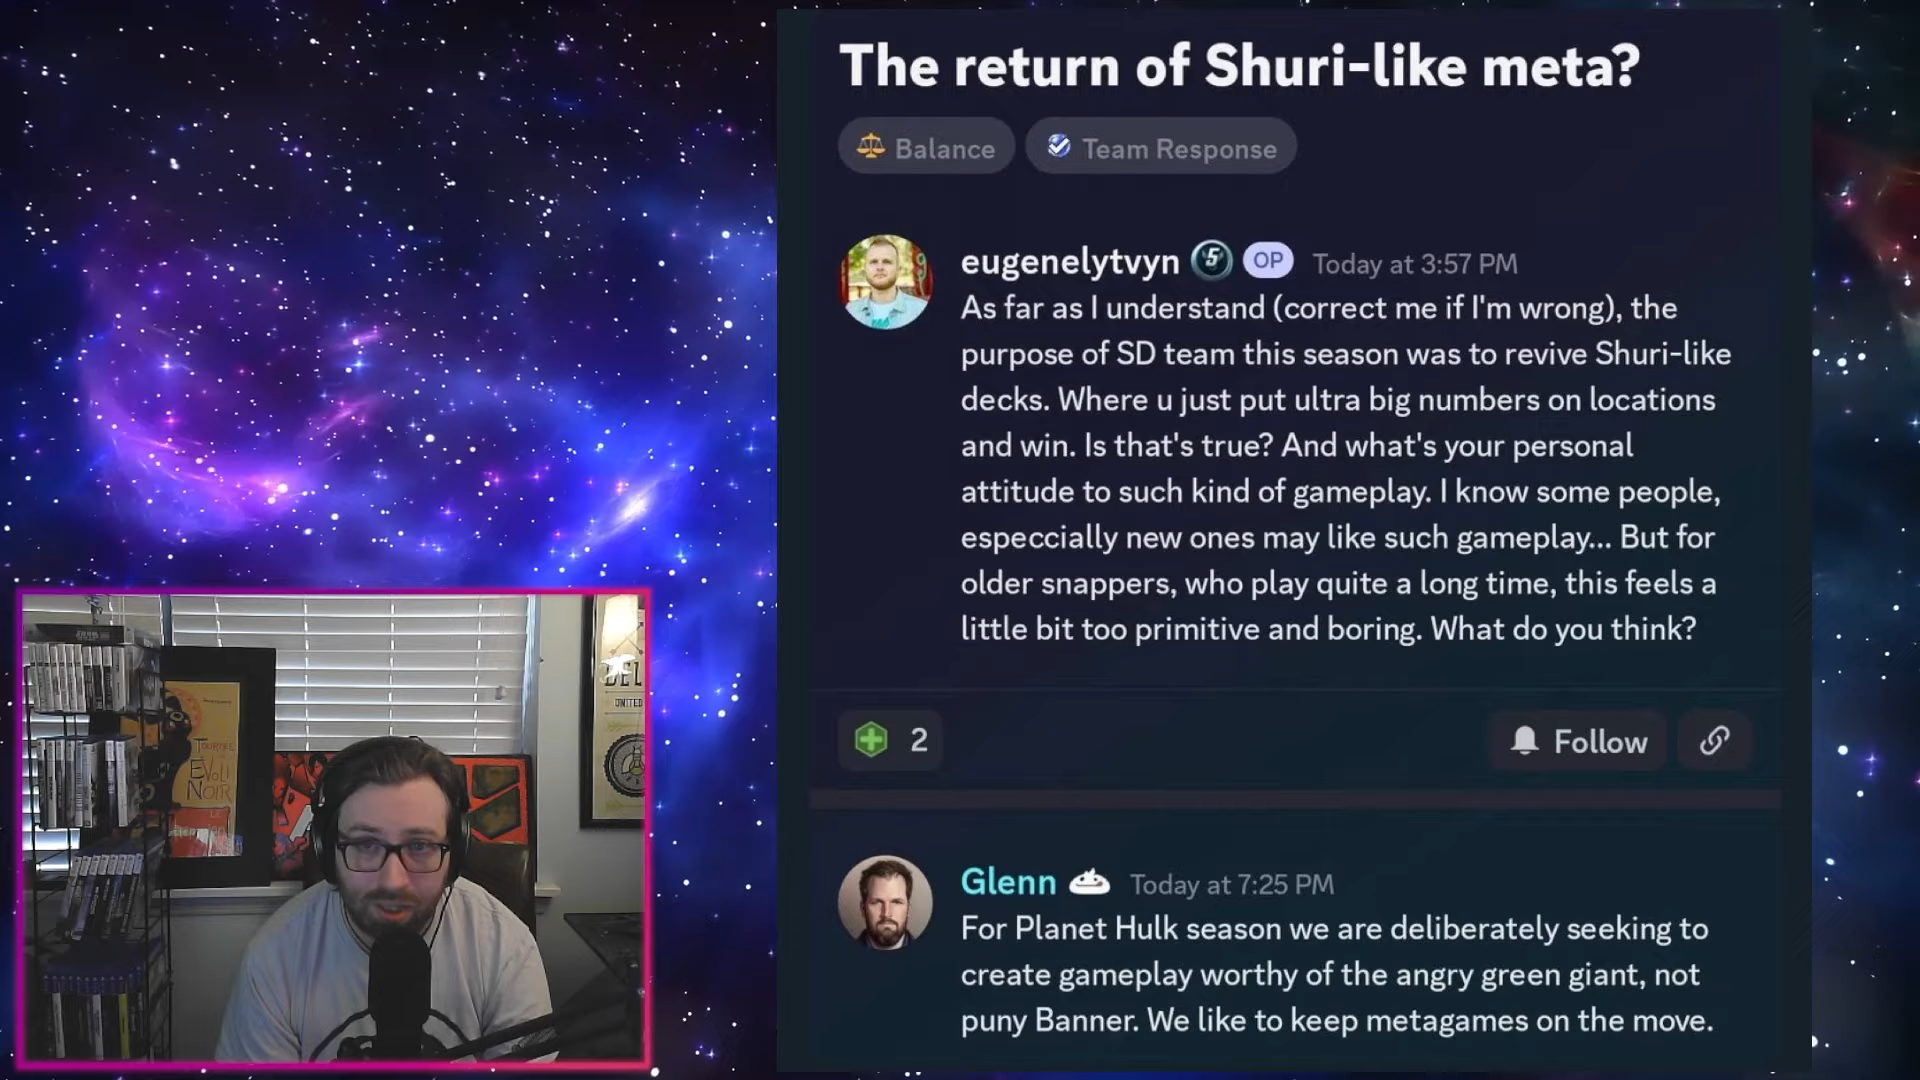 The return of Shuri-like meta?
Balance
Team Response
eugenelytvyn 5 OP Today at 3:57 PM
As far as I understand (correct me if I'm wrong), the
purpose of SD team this season was to revive Shuri-like
decks. Where u just put ultra big numbers on locations
and win. Is that's true? And what's your personal
attitude to such kind of gameplay. I know some people,
especcially new ones may like such gameplay... But for
older snappers, who play quite a long time, this feels a
little bit too primitive and boring. What do you think?
2
Follow
Glenn Today at 7:25 PM
For Planet Hulk season we are deliberately seeking to
create gameplay worthy of the angry green giant, not
puny Banner. We like to keep metagames on the move.
TOURNÉE
UNITED